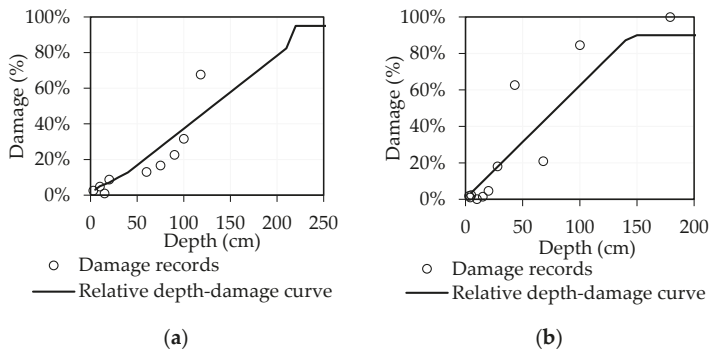 100%
80%
60%
40%
20%
0%
Damage (%)
0 50 100 150 200 250
Depth (cm)
Damage records
Relative depth-damage curve
(a)
100%
80%
60%
40%
20%
0%
Damage (%)
0 50 100 150 200
Depth (cm)
Damage records
Relative depth-damage curve
(b)